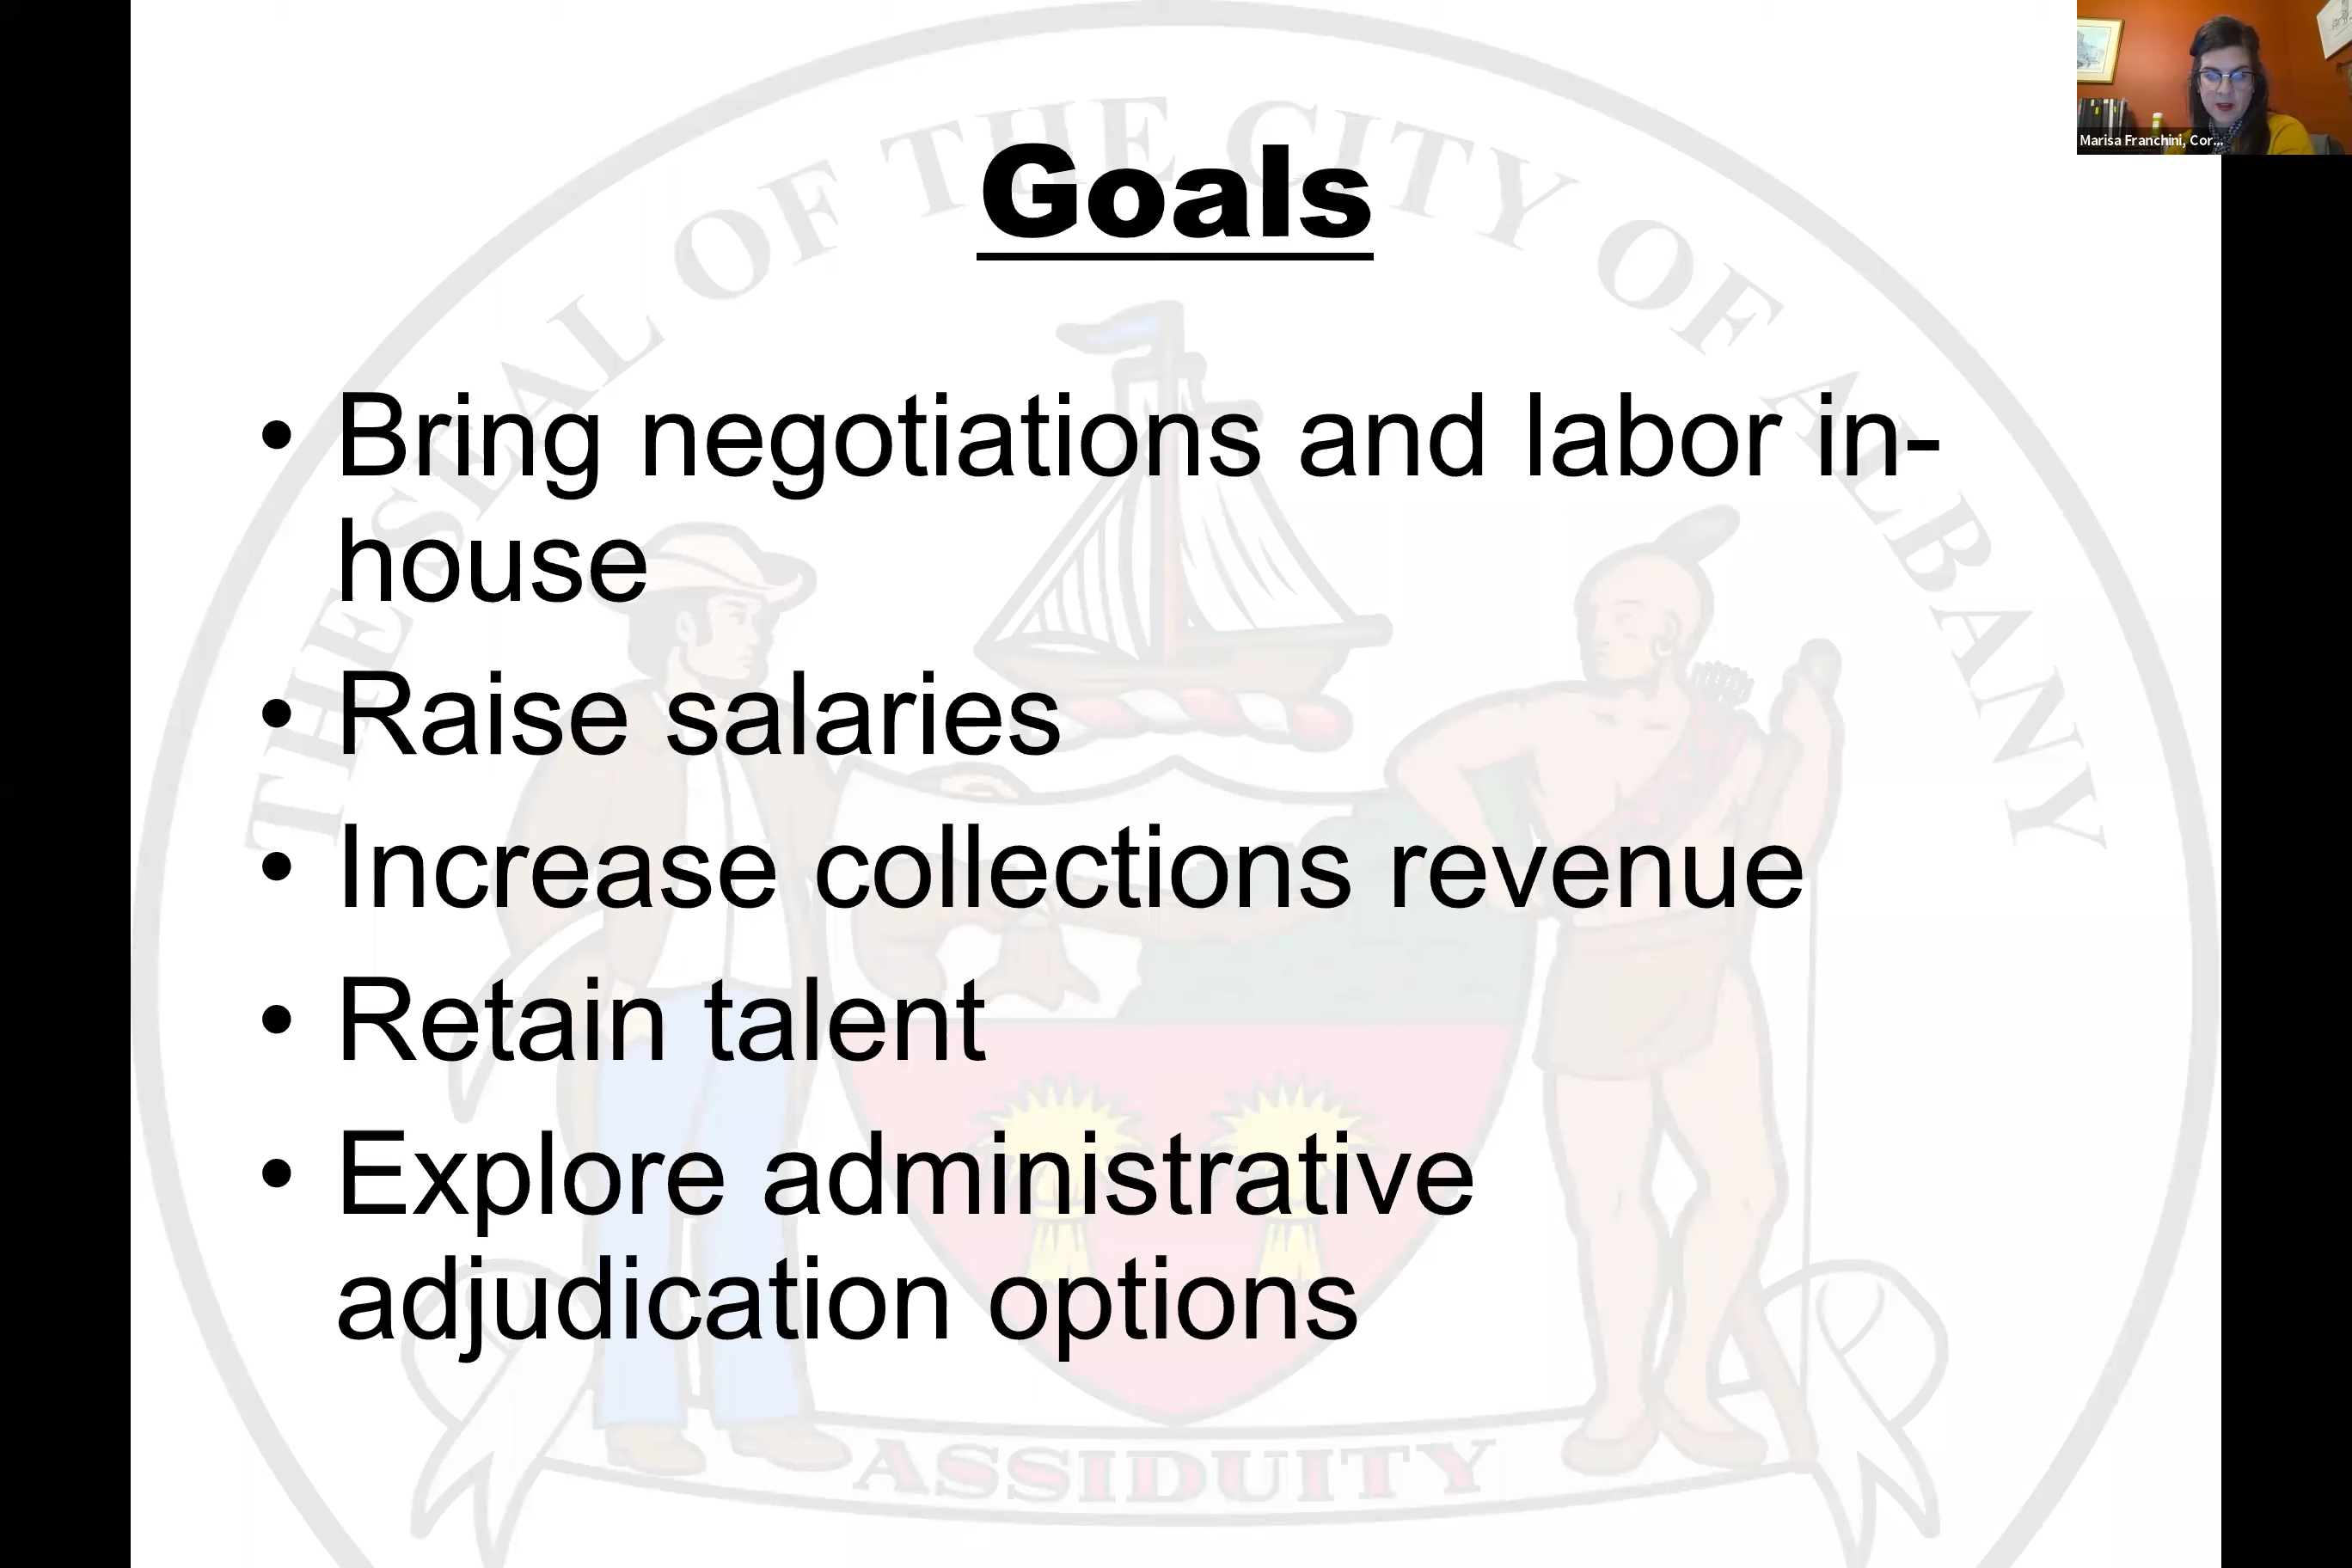 Marisa Franchini, Cor...
THE SEAL OF THE CITY OF ALBANY
Goals
• Bring negotiations and labor in-
house
• Raise salaries
• Increase collections revenue
• Retain talent
• Explore administrative
adjudication options
ASSIDUITY